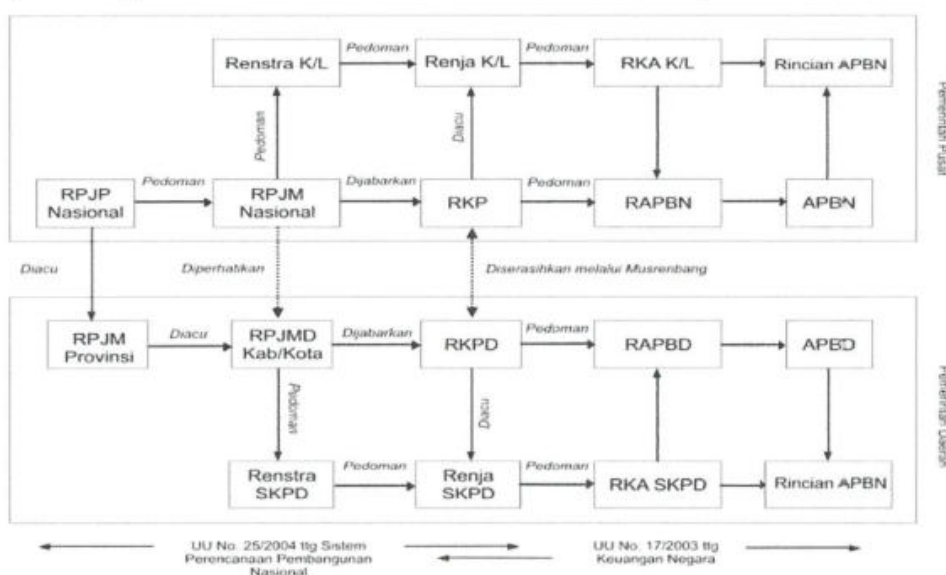 Pedoman
Pedoman
Renstra K/L
Renja K/L
RKA K/L
Rincian APBN
Pedoman
Diacu
Pemerintah Pusat
Pedoman
Dijabarkan
Pedoman
RPJP
Nasional
RPJM
Nasional
RKP
RAPBN
APBN
Diacu
Diperhatikan
Diserasihkan melalui Musrenbang
Diacu
Dijabarkan
Pedoman
RPJM
Provinsi
RPJMD
Kab/Kota
RKPD
RAPBD
APBD
Pedoman
Diacu
Pemerintah Daerah
Pedoman
Pedoman
Renstra
SKPD
Renja
SKPD
RKA SKPD
Rincian APBN
UU No. 25/2004 ttg Sistem
Perencanaan Pembangunan
Nasional
UU No. 17/2003 ttg
Keuangan Negara